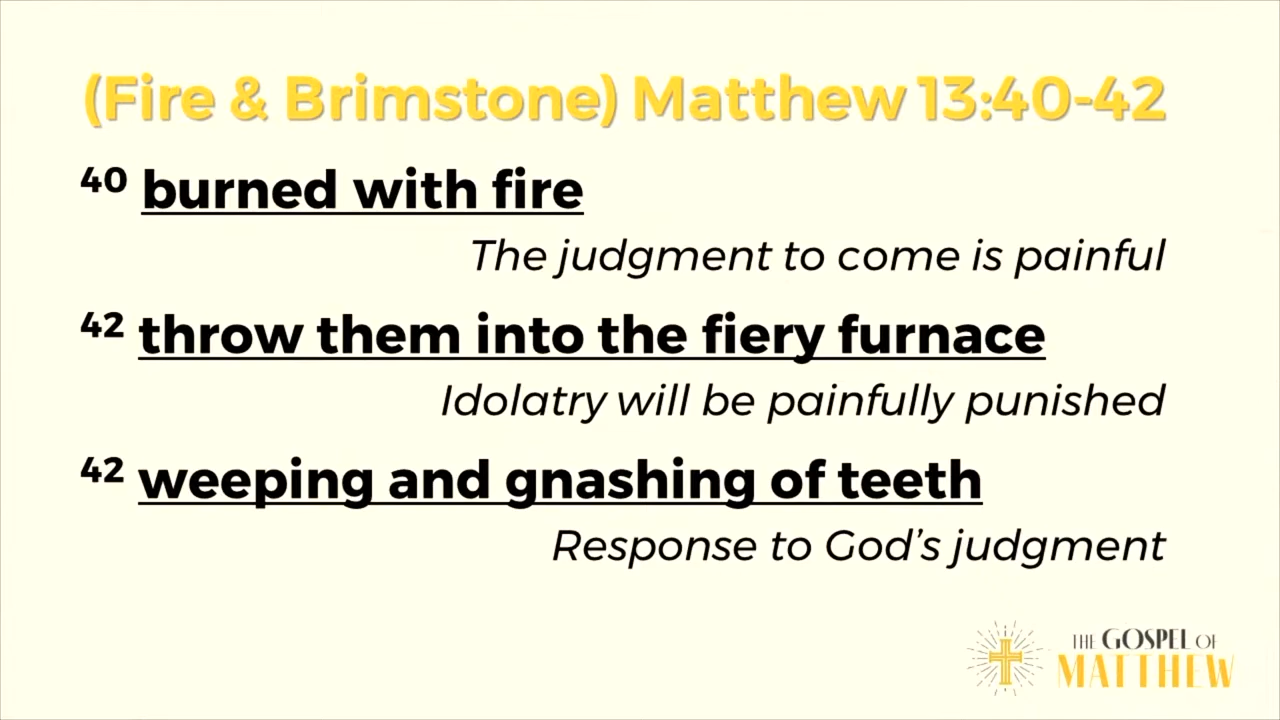 (Fire & Brimstone) Matthew 13:40-42
40 burned with fire
The judgment to come is painful
42 throw them into the fiery furnace
Idolatry will be painfully punished
42 weeping and gnashing of teeth
Response to God’s judgment
THE GOSPEL OF
MATTHEW